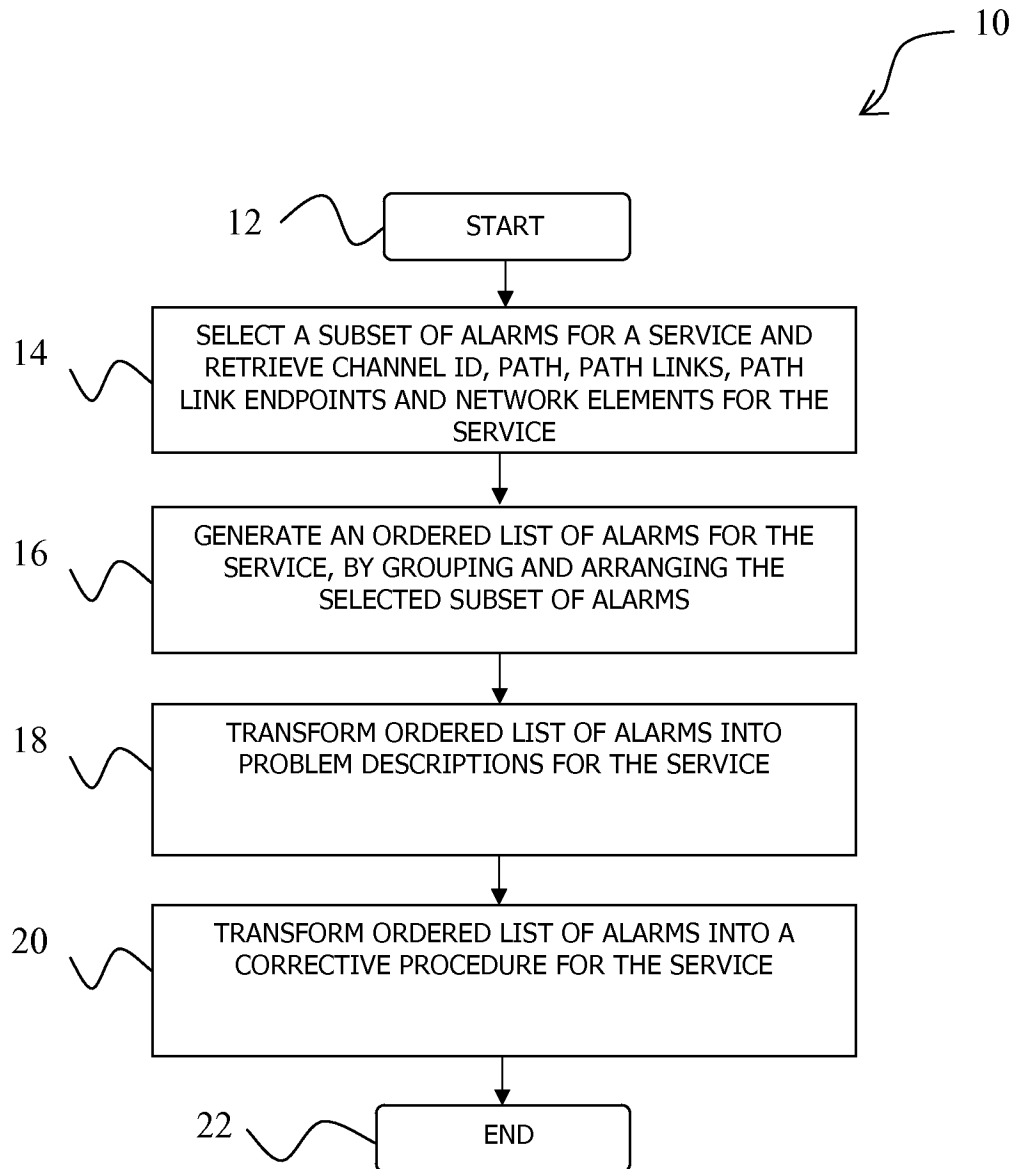 10
12
START
14
SELECT A SUBSET OF ALARMS FOR A SERVICE AND
RETRIEVE CHANNEL ID, PATH, PATH LINKS, PATH
LINK ENDPOINTS AND NETWORK ELEMENTS FOR THE
SERVICE
16
GENERATE AN ORDERED LIST OF ALARMS FOR THE
SERVICE, BY GROUPING AND ARRANGING THE
SELECTED SUBSET OF ALARMS
18
TRANSFORM ORDERED LIST OF ALARMS INTO
PROBLEM DESCRIPTIONS FOR THE SERVICE
20
TRANSFORM ORDERED LIST OF ALARMS INTO A
CORRECTIVE PROCEDURE FOR THE SERVICE
22
END